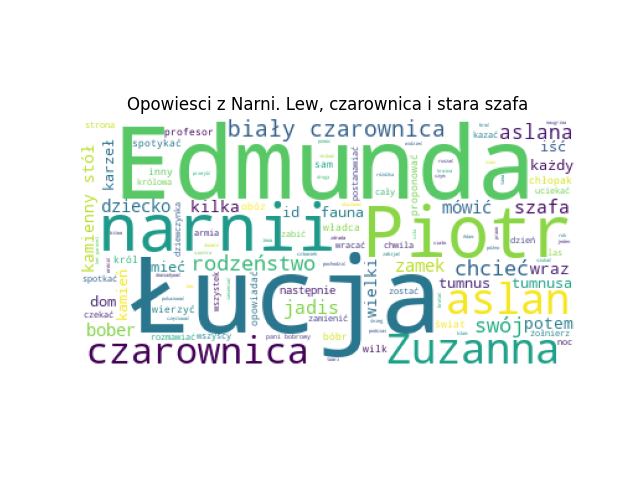 Opowiesci z Narni. Lew, czarownica i stara szafa
strona
profesor
biały czarownica
aslana
kazać
spotykać
Edmunda
iść
kamienny stół
karzeł
inny
królowa
sam
postanawiać
proponować
każdy
chłopak
uciekać
cały
dziecko
kilka
id
obóz
fauna
mówić
szafa
narnii
Piotr
dziewczynka
armia
zabić
władca
wracać
chwila
dzień
las
król
mieć
rodzeństwo
zamek
chcieć
wraz
spotkać
kamień
wszystek
opowiadać
Łucja
wielki
zostać
tumnus
tumnusa
dom
wierzyć
następnie
jadis
aslan
czekać
bober
zamienić
świat
swój
potem
żołnierz
rozmawiać
wszyscy
pani bobrowy
bóbr
wilk
noc
czarownica
Zuzanna